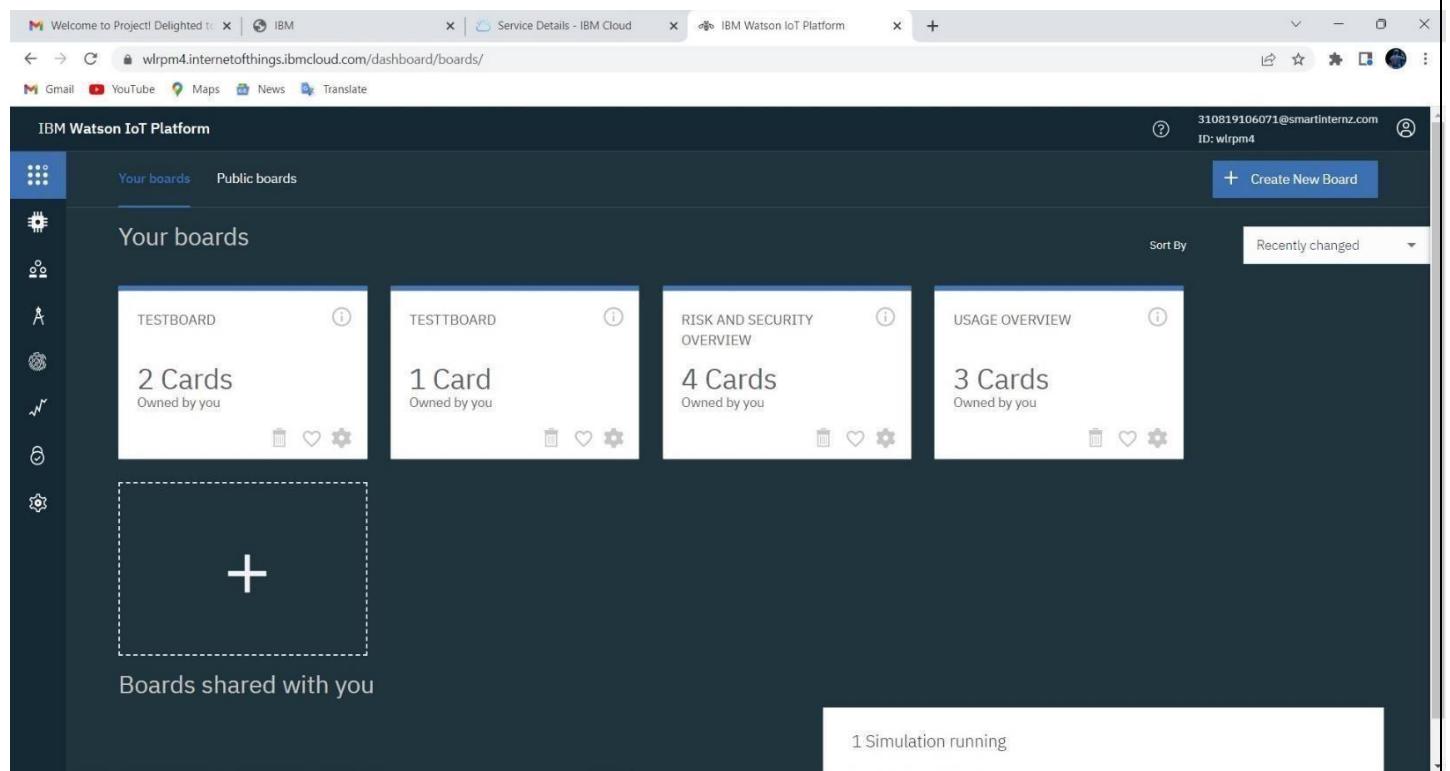 Welcome to Project! Delighted to
IBM
Service Details - IBM Cloud
IBM Watson IoT Platform
wlrpm4.internetofthings.ibmcloud.com/dashboard/boards/
Gmail
YouTube
Maps
News
Translate
IBM Watson IoT Platform
310819106071@smartinternz.com
ID: wlrpm4
Your boards
Public boards
+ Create New Board
Your boards
Sort By
Recently changed
TESTBOARD
2 Cards
Owned by you
TESTTBOARD
1 Card
Owned by you
RISK AND SECURITY
OVERVIEW
4 Cards
Owned by you
USAGE OVERVIEW
3 Cards
Owned by you
Boards shared with you
1 Simulation running